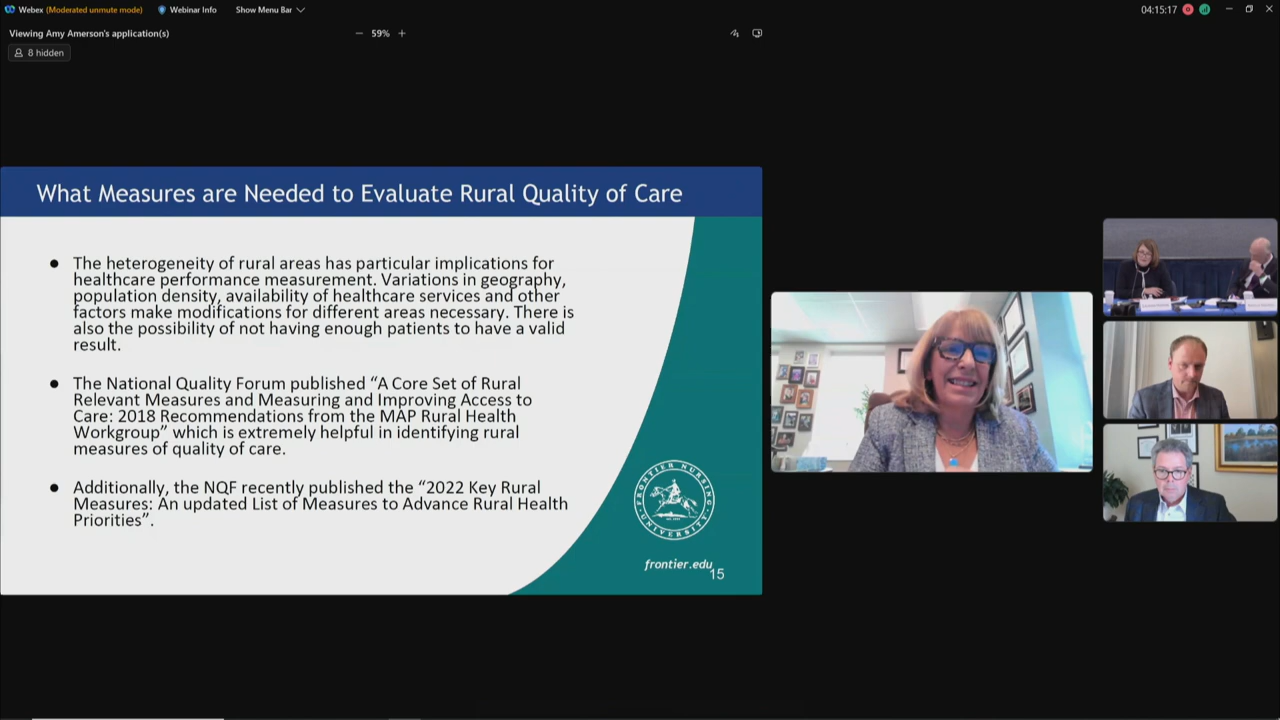 Webex (Moderated unmute mode) Webinar Info Show Menu Bar 04:15:17
Viewing Amy Amerson's application(s) 59%
8 hidden
What Measures are Needed to Evaluate Rural Quality of Care
● The heterogeneity of rural areas has particular implications for
healthcare performance measurement. Variations in geography,
population density, availability of healthcare services and other
factors make modifications for different areas necessary. There is
also the possibility of not having enough patients to have a valid
result.
● The National Quality Forum published “A Core Set of Rural
Relevant Measures and Measuring and Improving Access to
Care: 2018 Recommendations from the MAP Rural Health
Workgroup” which is extremely helpful in identifying rural
measures of quality of care.
● Additionally, the NQF recently published the “2022 Key Rural
Measures: An updated List of Measures to Advance Rural Health
Priorities”.
FRONTIER NURSING
UNIVERSITY
frontier.edu
15